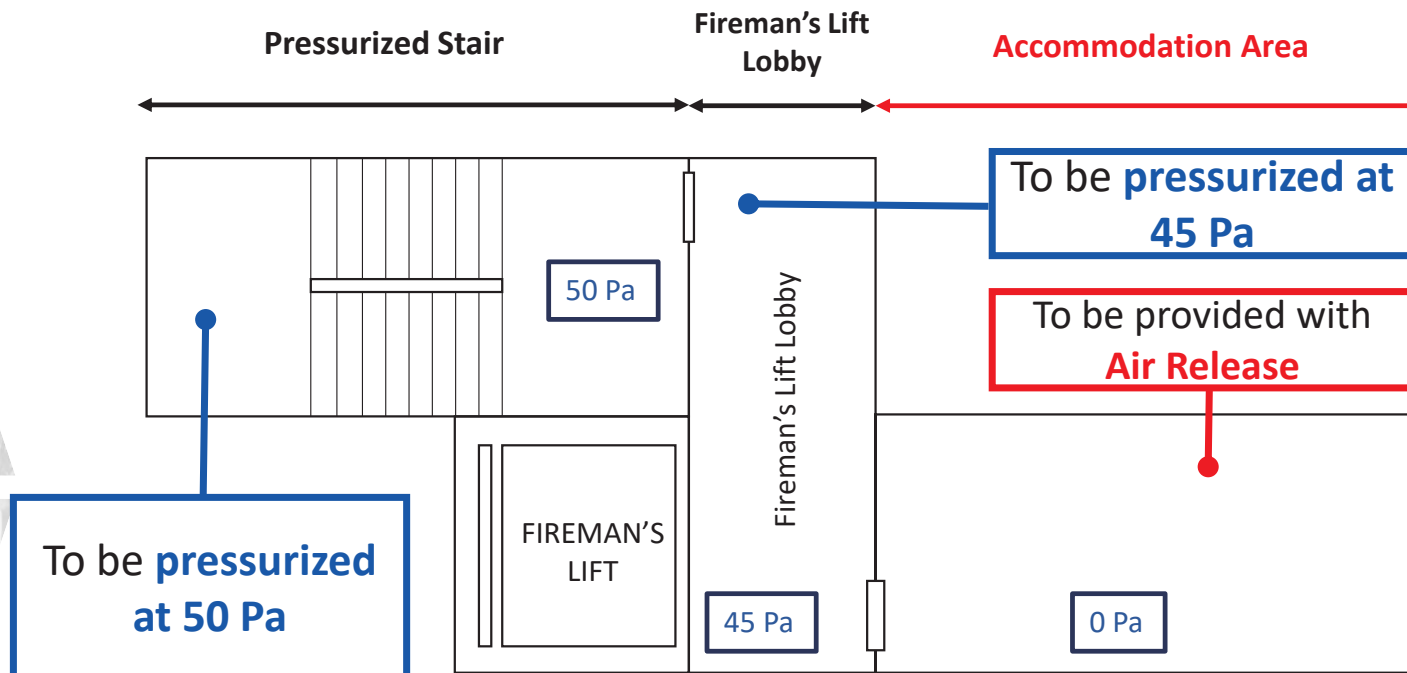 Pressurized Stair
Fireman's Lift
Lobby
Accommodation Area
To be pressurized at
45 Pa
50 Pa
Fireman's Lift Lobby
To be provided with
Air Release
To be pressurized
at 50 Pa
FIREMAN'S
LIFT
45 Pa
0 Pa